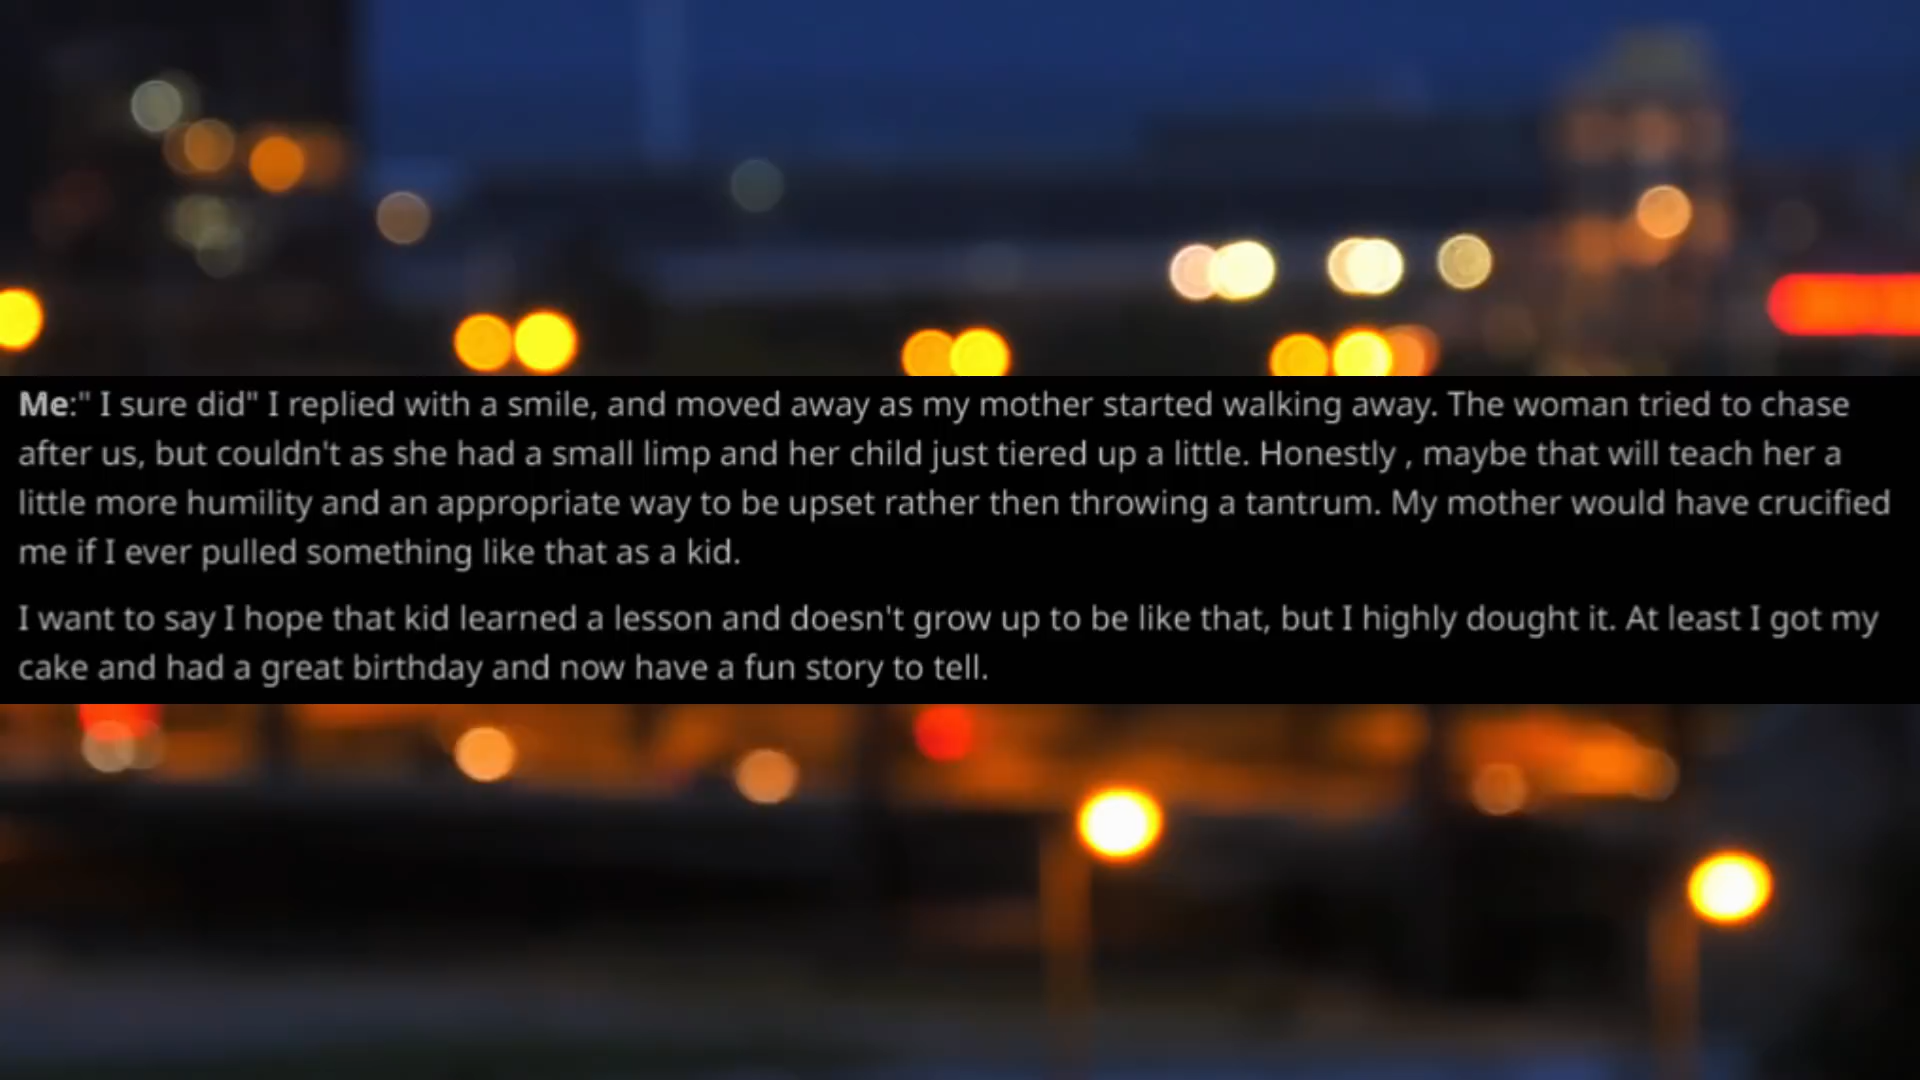 Me:" I sure did" I replied with a smile, and moved away as my mother started walking away. The woman tried to chase
after us, but couldn't as she had a small limp and her child just tiered up a little. Honestly , maybe that will teach her a
little more humility and an appropriate way to be upset rather then throwing a tantrum. My mother would have crucified
me if I ever pulled something like that as a kid.
I want to say I hope that kid learned a lesson and doesn't grow up to be like that, but I highly dought it. At least I got my
cake and had a great birthday and now have a fun story to tell.